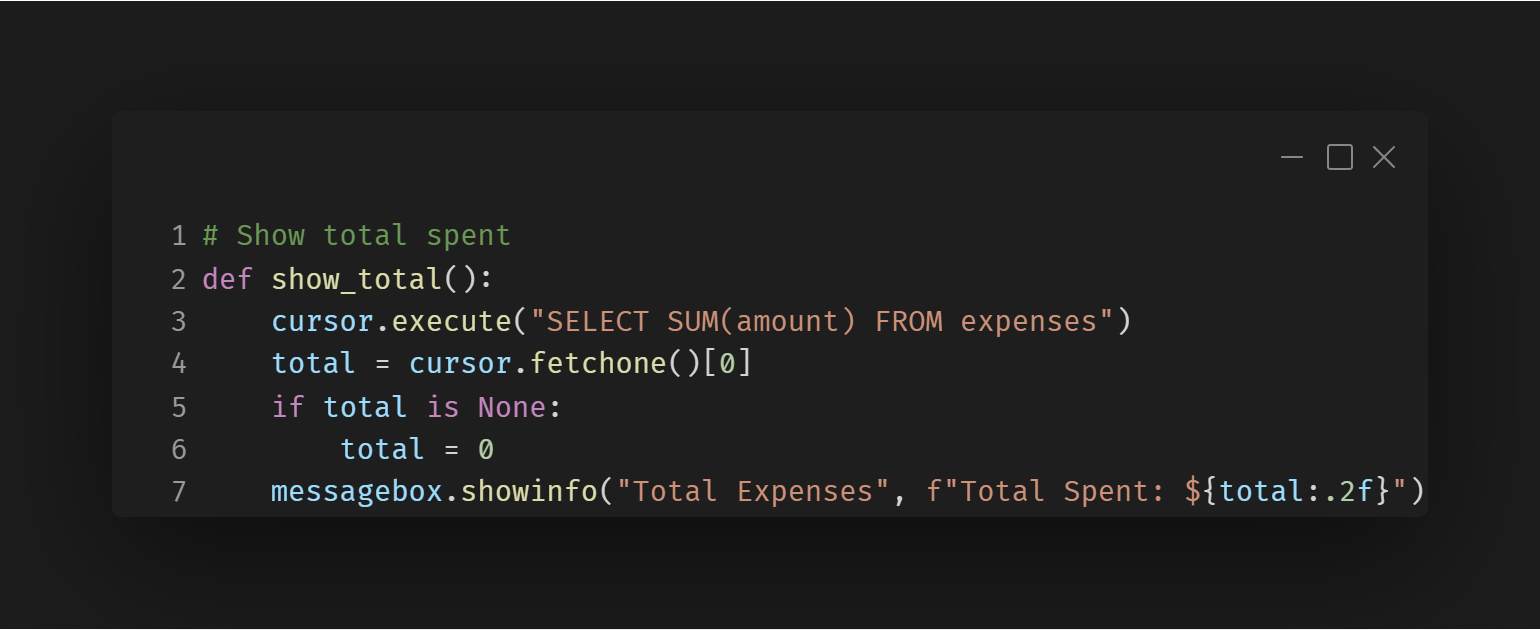 1 # Show total spent
2 def show_total():
3     cursor.execute("SELECT SUM(amount) FROM expenses")
4     total = cursor.fetchone()[0]
5     if total is None:
6         total = 0
7     messagebox.showinfo("Total Expenses", f"Total Spent: ${total:.2f}")